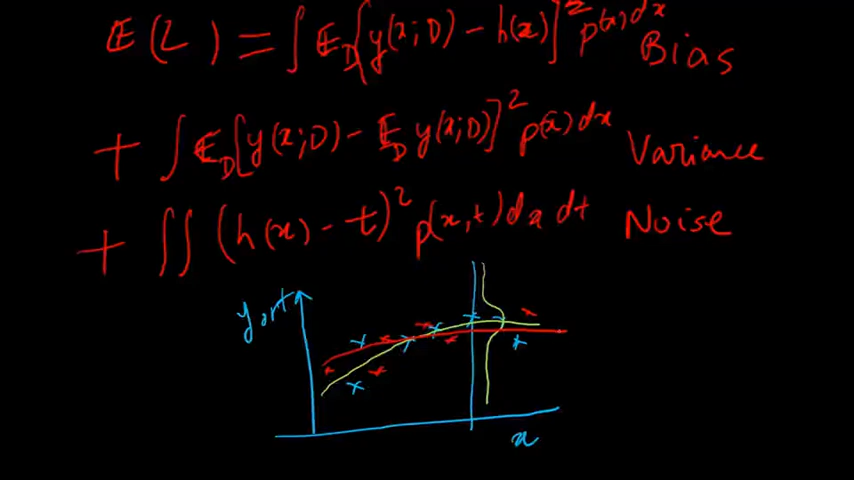 E(L) = ∫ E_D[y(x;D) - h(x)]^2 p(x)dx Bias
+ ∫ E_D[y(x;D) - E_D y(x;D)]^2 p(x)dx Variance
+ ∫∫ (h(x) - t)^2 p(x,t)dx dt Noise
y or t
x